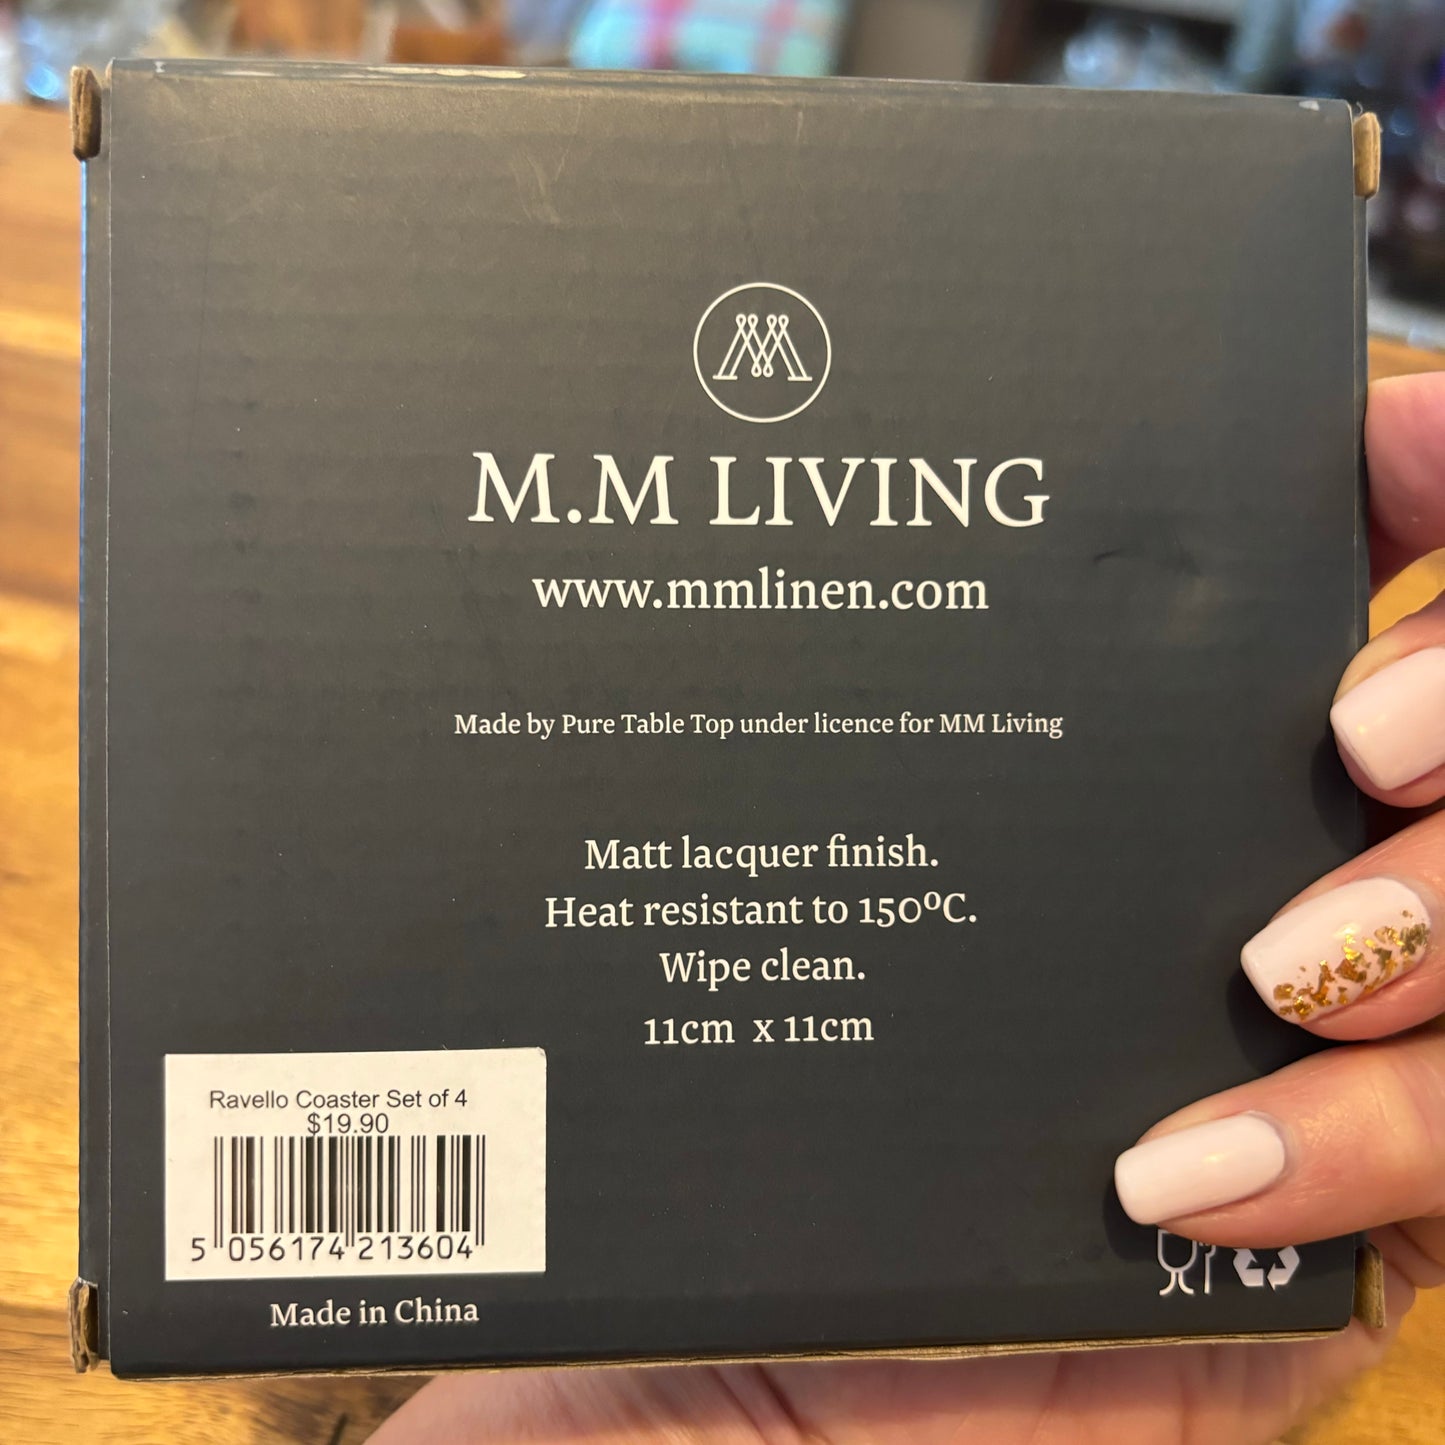 M.M LIVING
www.mmlinen.com
Made by Pure Table Top under licence for MM Living
Matt lacquer finish.
Heat resistant to 150ºC.
Wipe clean.
11cm x 11cm
Ravello Coaster Set of 4
$19.90
5 056174 213604
Made in China